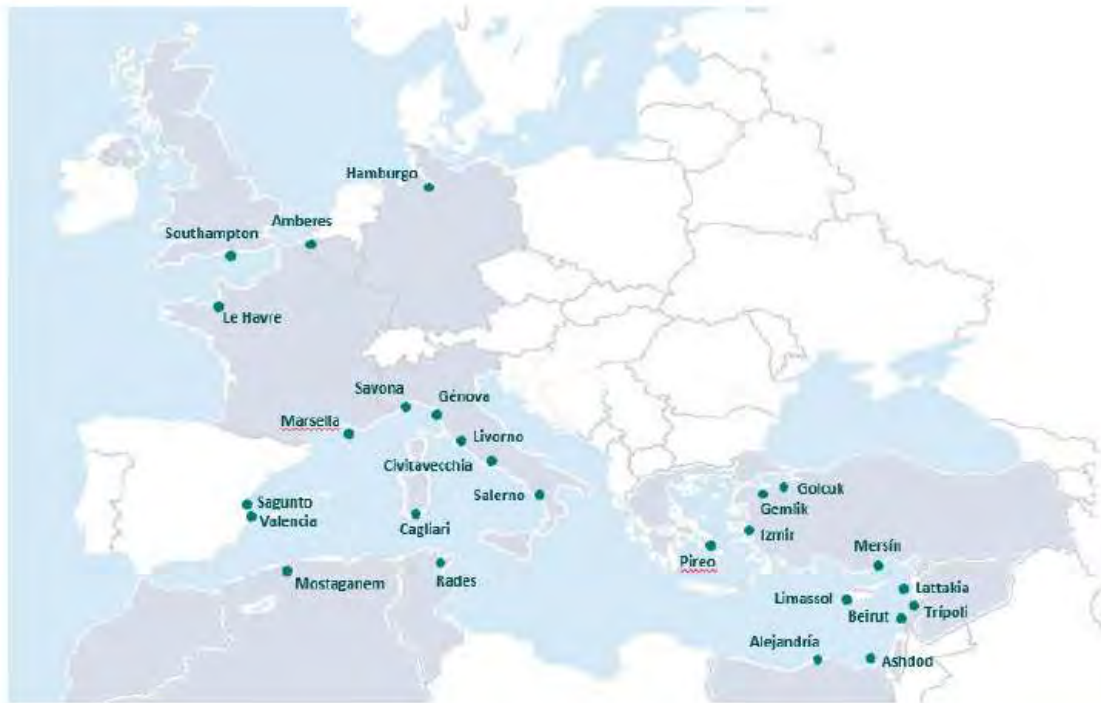 Hamburgo
Amberes
Southampton
Le Havre
Savona
Génova
Marsella
Livorno
Civitavecchia
Salerno
Sagunto
Valencia
Cagliari
Golcuk
Gemlik
Izmir
Pireo
Mersín
Mostaganem
Rades
Lattakia
Limassol
Trípoli
Beirut
Alejandría
Ashdod